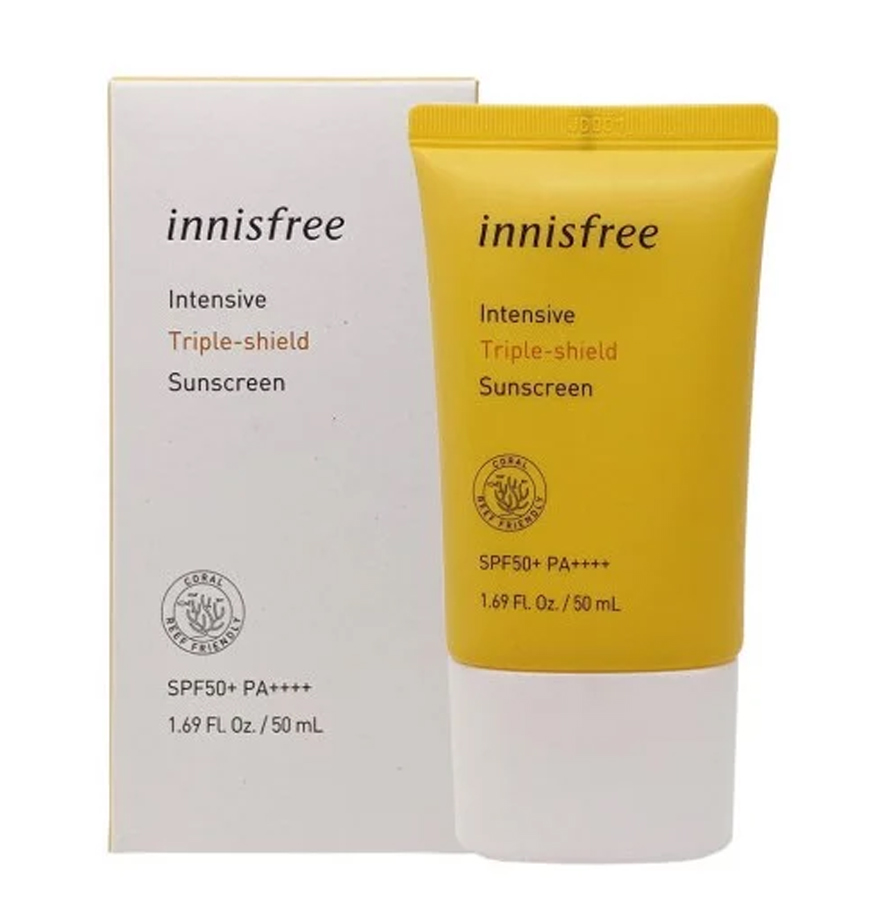 innisfree
Intensive
Triple-shield
Sunscreen
CORAL
REEF FRIENDLY
SPF50+ PA++++
1.69 Fl. Oz. / 50 mL
innisfree
Intensive
Triple-shield
Sunscreen
CORAL
REEF FRIENDLY
SPF50+ PA++++
1.69 Fl. Oz. / 50 mL